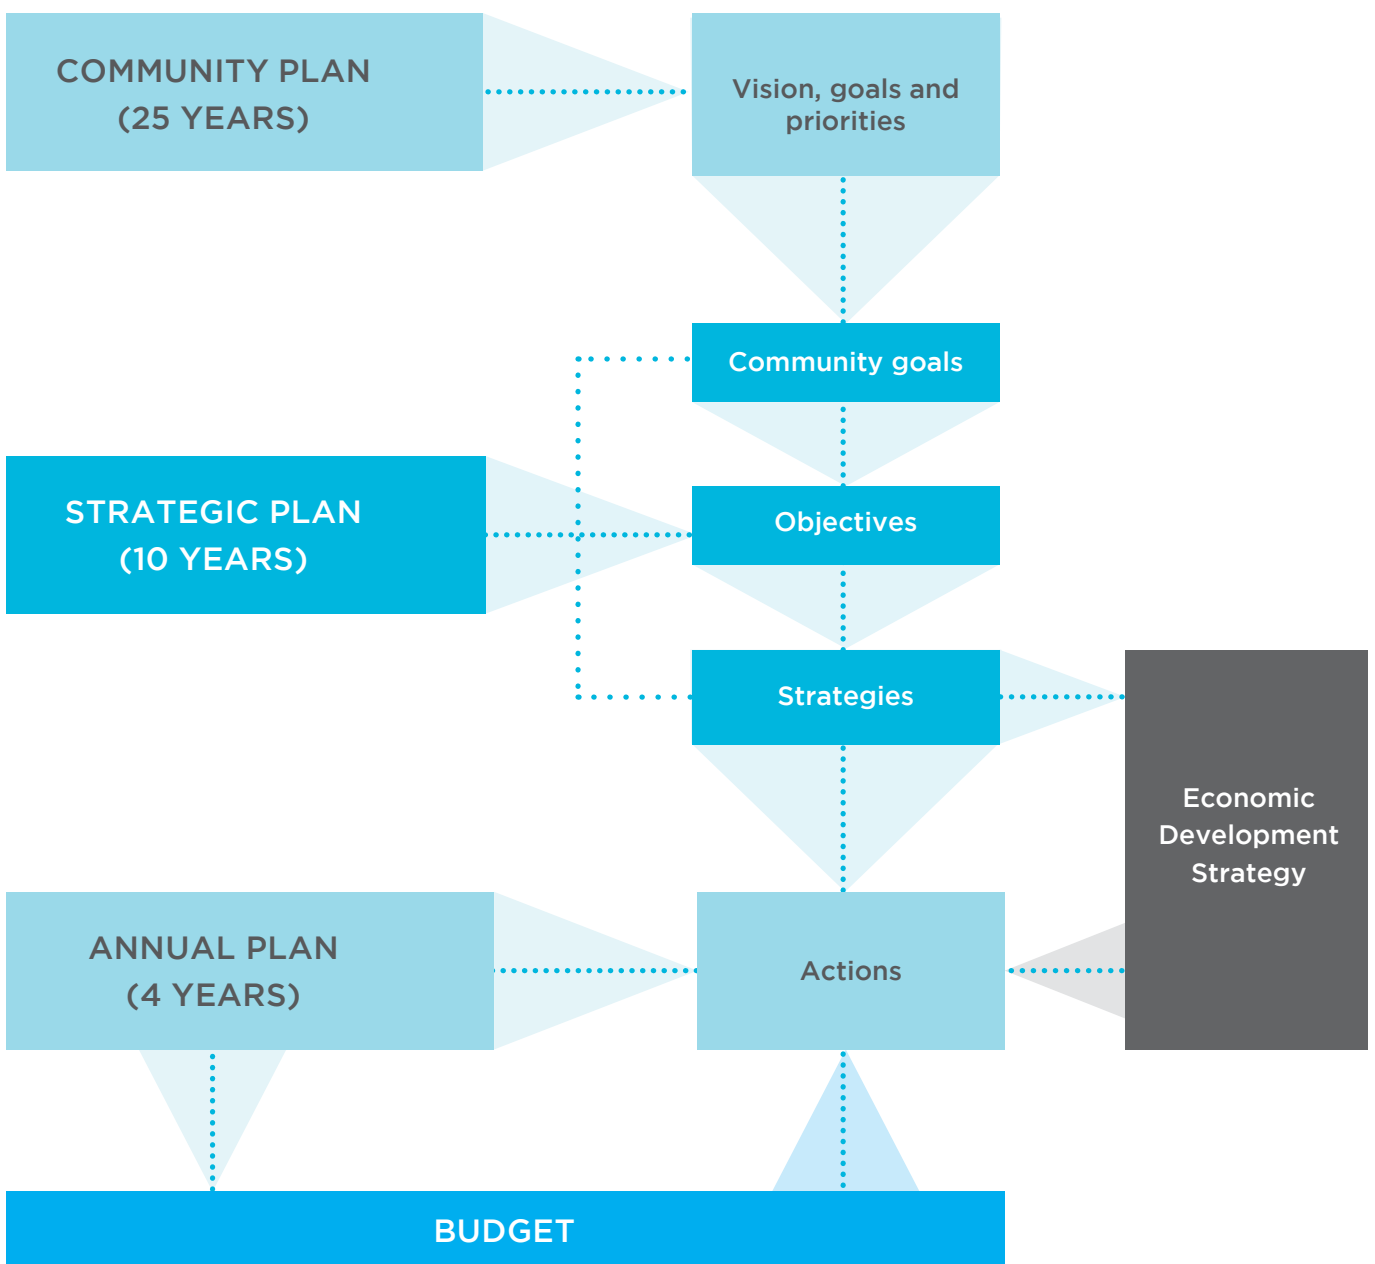 COMMUNITY PLAN
(25 YEARS)
Vision, goals and
priorities
Community goals
STRATEGIC PLAN
(10 YEARS)
Objectives
Strategies
Economic
Development
Strategy
ANNUAL PLAN
(4 YEARS)
Actions
BUDGET